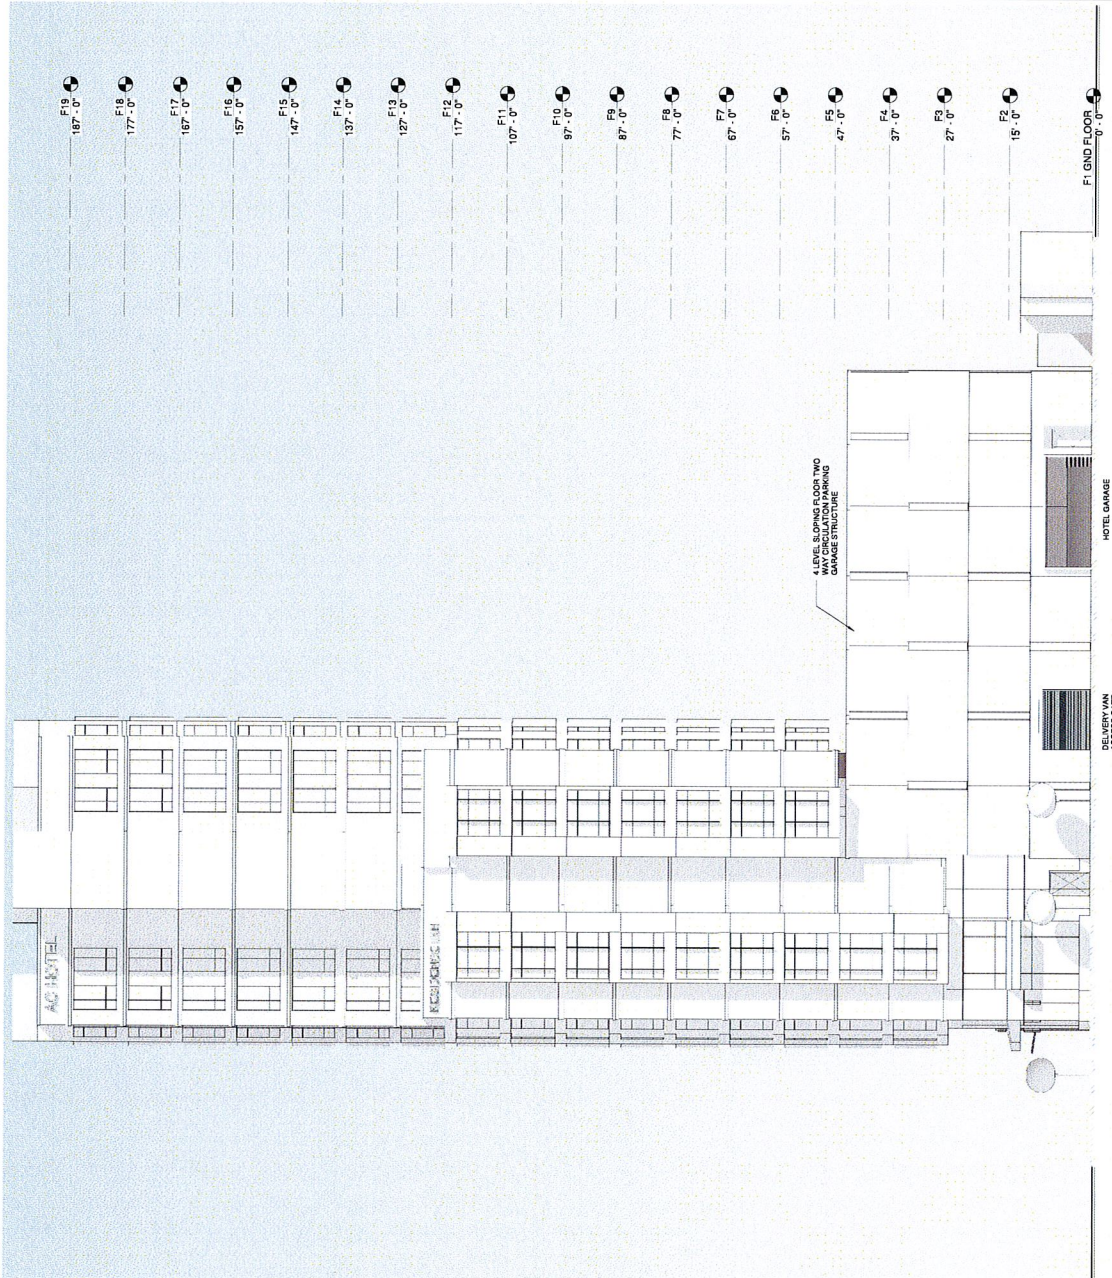 F19
187' - 0"
F18
177' - 0"
F17
167' - 0"
F16
157' - 0"
F15
147' - 0"
F14
137' - 0"
F13
127' - 0"
F12
117' - 0"
F11
107' - 0"
F10
97' - 0"
F9
87' - 0"
F8
77' - 0"
F7
67' - 0"
F6
57' - 0"
F5
47' - 0"
F4
37' - 0"
F3
27' - 0"
F2
15' - 0"
F1 GND FLOOR
0' - 0"
4 LEVEL SLOPING FLOOR TWO
WAY CIRCULATION PARKING
GARAGE STRUCTURE
AC HOTEL
RESIDENCE INN
HOTEL GARAGE
DELIVERY VAN